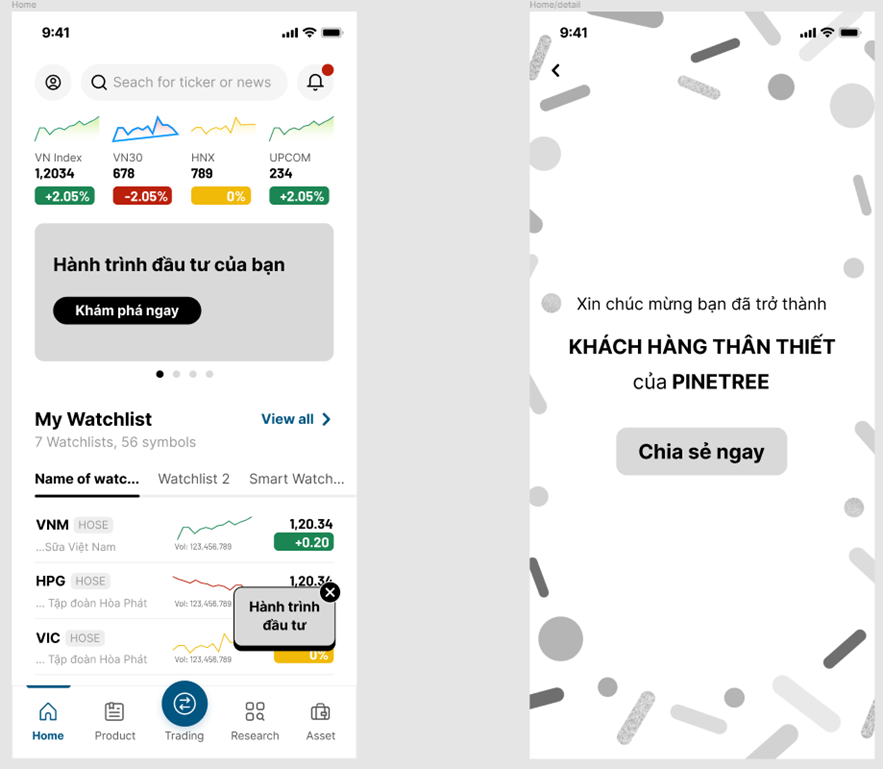 Home
9:41
Seach for ticker or news
VN Index
VN30
HNX
UPCOM
1,2034
678
789
234
+2.05%
-2.05%
0%
+2.05%
Hành trình đầu tư của bạn
Khám phá ngay
My Watchlist
View all
7 Watchlists, 56 symbols
Name of watc...
Watchlist 2
Smart Watch...
VNM HOSE
1,20.34
...Sữa Việt Nam
Vol: 123,456,789
+0.20
HPG HOSE
1,20.34
... Tập đoàn Hòa Phát
Vol: 123,456,789
Hành trình
đầu tư
VIC HOSE
... Tập đoàn Hòa Phát
Vol: 123,456,789
0%
Home
Product
Trading
Research
Asset
Home/detail
9:41
Xin chúc mừng bạn đã trở thành
KHÁCH HÀNG THÂN THIẾT
của PINETREE
Chia sẻ ngay